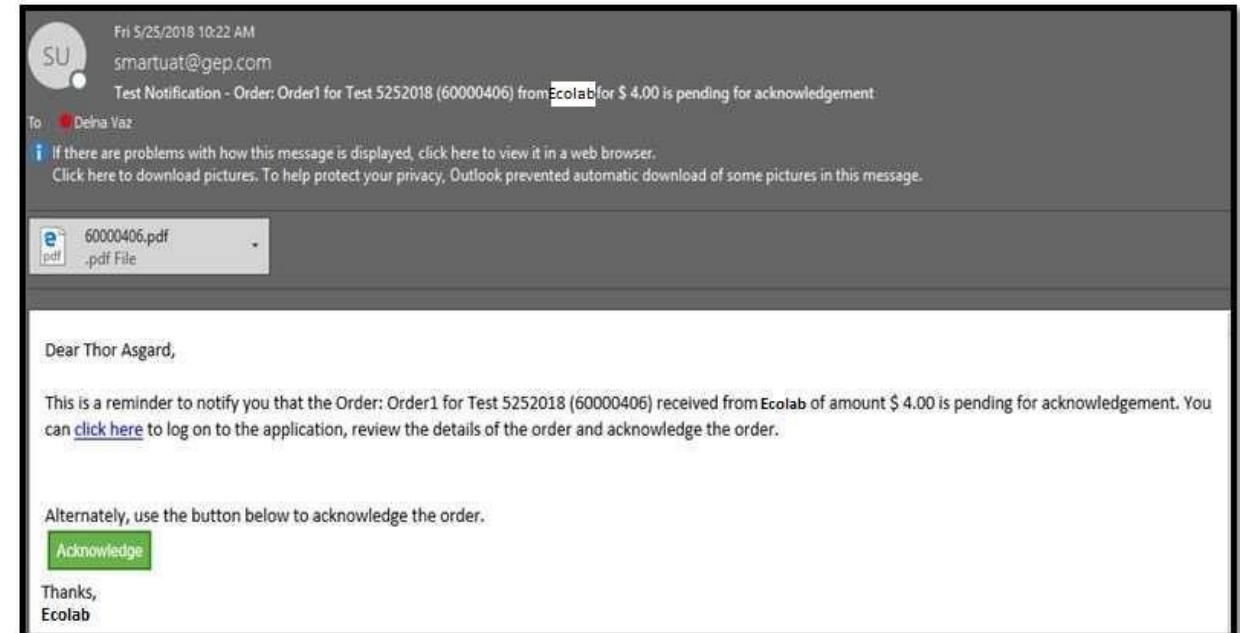 SU
Fri 5/25/2018 10:22 AM
smartuat@gep.com
Test Notification - Order: Order1 for Test 5252018 (60000406) from Ecolab for $ 4.00 is pending for acknowledgement
To Delna Vaz
If there are problems with how this message is displayed, click here to view it in a web browser.
Click here to download pictures. To help protect your privacy, Outlook prevented automatic download of some pictures in this message.
60000406.pdf
pdf .pdf File
Dear Thor Asgard,
This is a reminder to notify you that the Order: Order1 for Test 5252018 (60000406) received from Ecolab of amount $ 4.00 is pending for acknowledgement. You
can click here to log on to the application, review the details of the order and acknowledge the order.
Alternately, use the button below to acknowledge the order.
Acknowledge
Thanks,
Ecolab